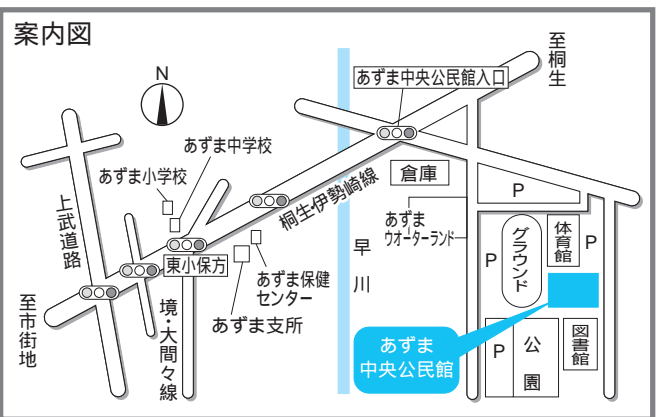 案内図
至桐生
N
あずま中央公民館入口
あずま中学校
あずま小学校
倉庫
P
桐生・伊勢崎線
上武道路
あずま
ウオーターランド
グラウンド
体育館
P
P
早川
東小保方
あずま保健
センター
あずま支所
至市街地
境・大間々線
あずま
中央公民館
P
公園
図書館